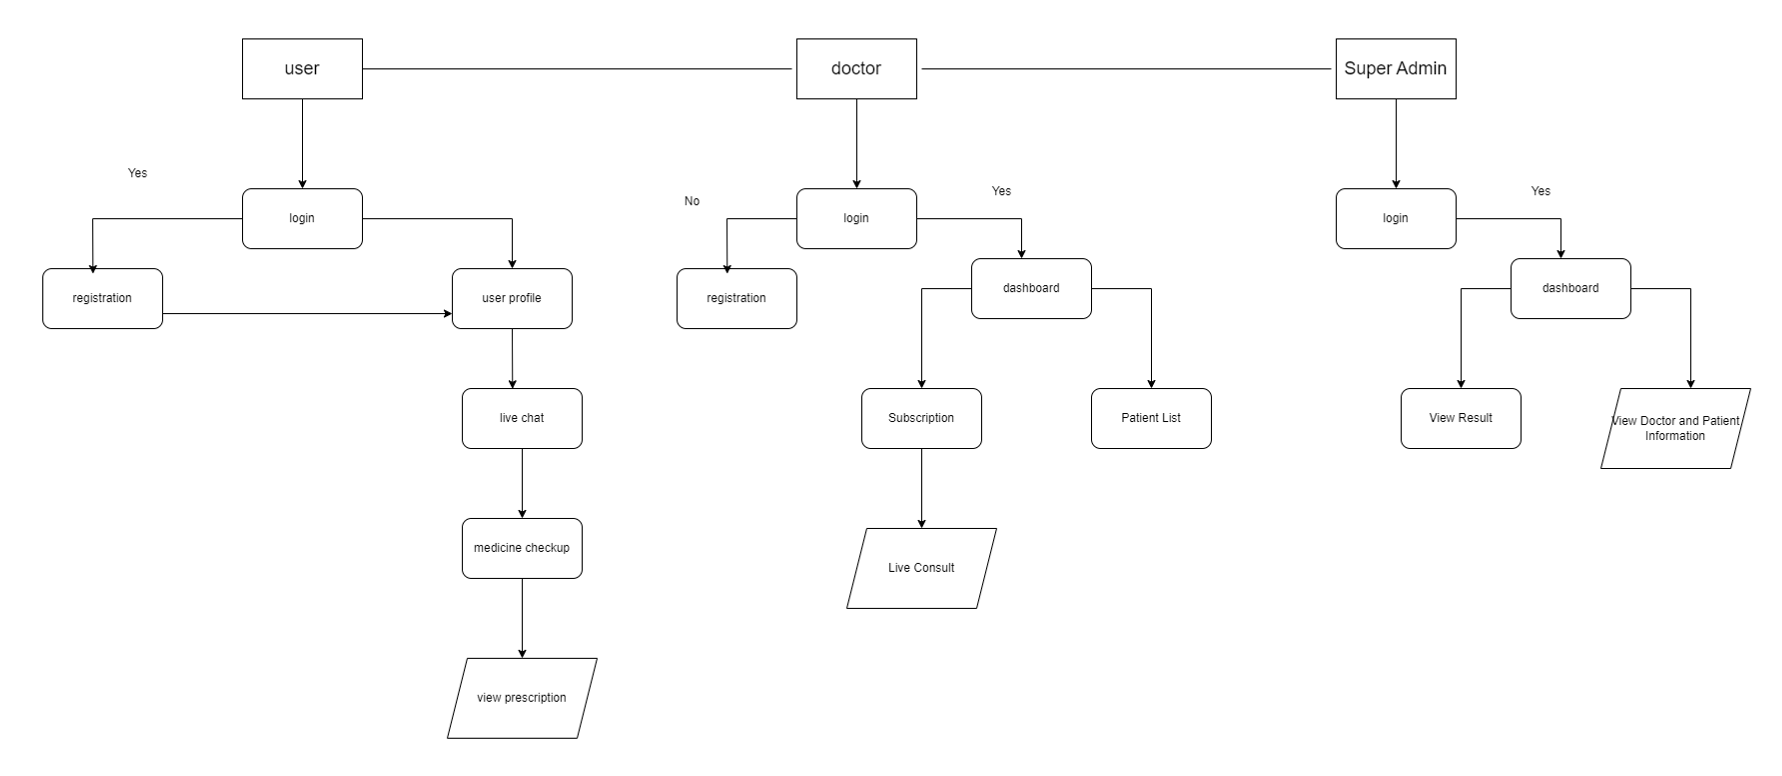 user
doctor
Super Admin
Yes
No
Yes
Yes
login
login
login
registration
user profile
registration
dashboard
dashboard
live chat
Subscription
Patient List
View Result
View Doctor and Patient
Information
medicine checkup
Live Consult
view prescription